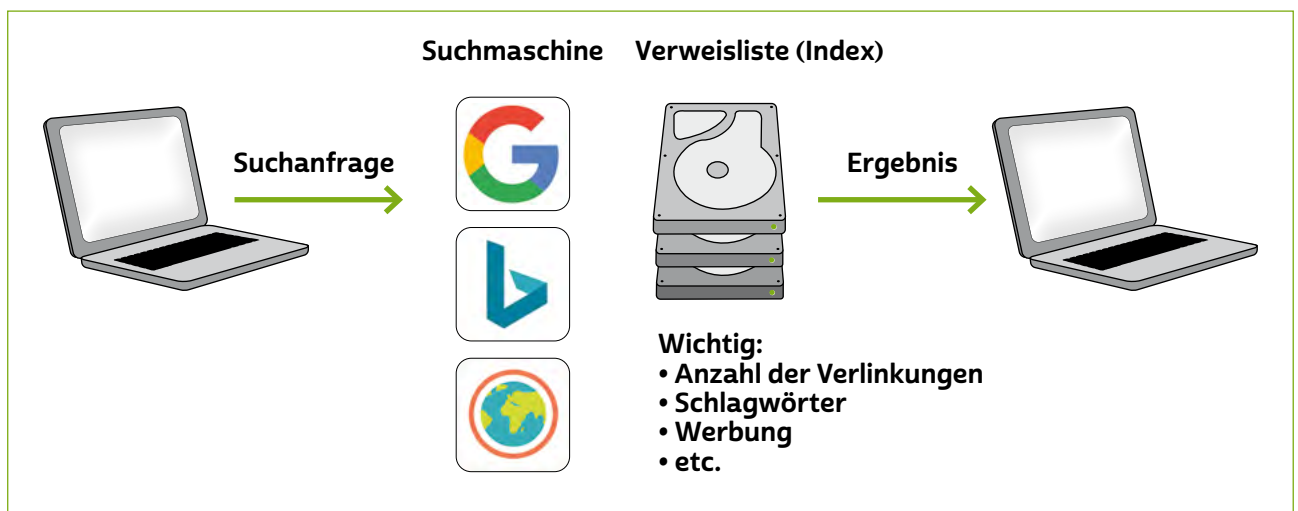 Suchmaschine
Verweisliste (Index)
Suchanfrage
Ergebnis
Wichtig:
• Anzahl der Verlinkungen
• Schlagwörter
• Werbung
• etc.